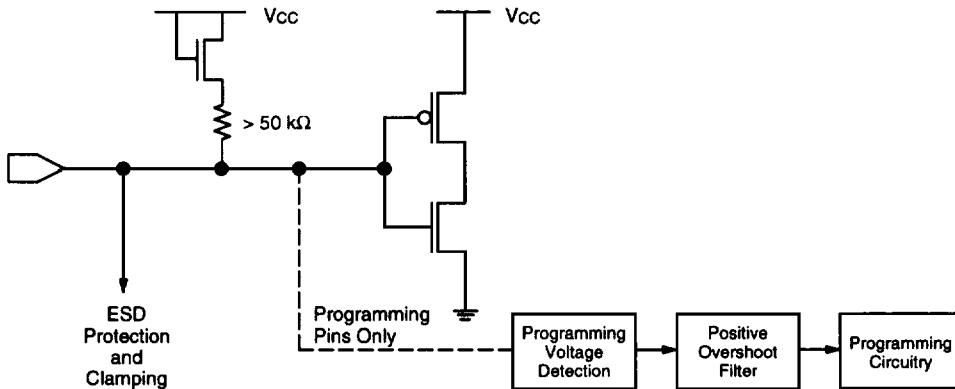 VCC
VCC
> 50 kΩ
ESD
Protection
and
Clamping
Programming
Pins Only
Programming
Voltage
Detection
Positive
Overshoot
Filter
Programming
Circuitry